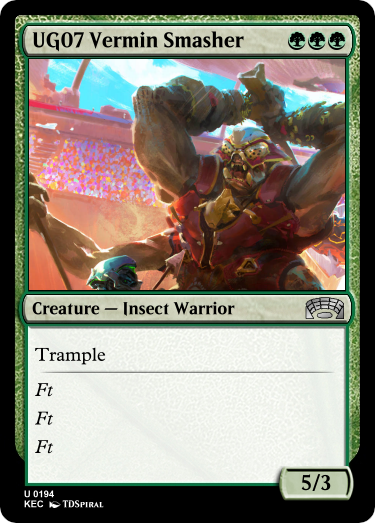 UG07 Vermin Smasher
Creature — Insect Warrior
Trample
Ft
Ft
Ft
5/3
U 0194
KEC TDSpiral